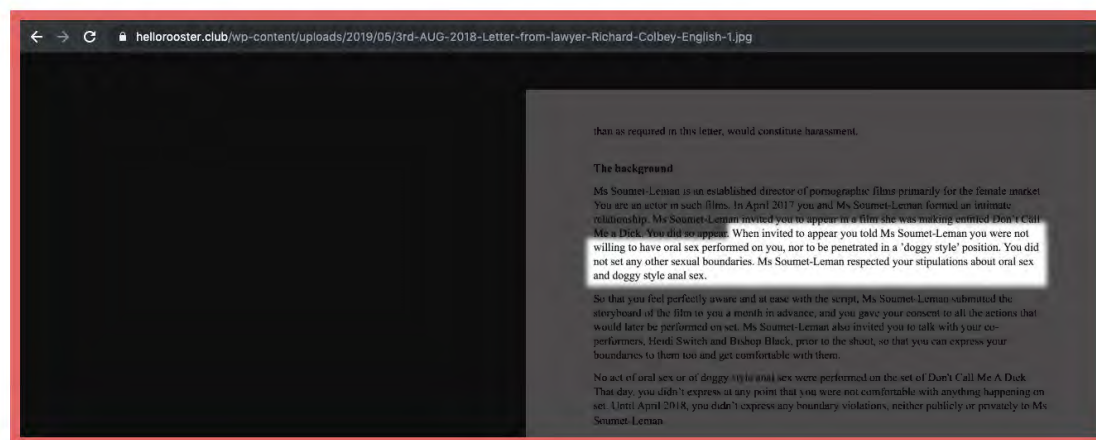 hellorooster.club/wp-content/uploads/2019/05/3rd-AUG-2018-Letter-from-lawyer-Richard-Colbey-English-1.jpg
than as required in this letter, would constitute harassment.
The background
Ms Soumet-Leman is an established director of pornographic films primarily for the female market
You are an actor in such films. In April 2017 you and Ms Soumet-Leman formed an intimate
relationship. Ms Soumet-Leman invited you to appear in a film she was making entitled Don't Call
Me a Dick. You did so appear. When invited to appear you told Ms Soumet-Leman you were not
willing to have oral sex performed on you, nor to be penetrated in a 'doggy style' position. You did
not set any other sexual boundaries. Ms Soumet-Leman respected your stipulations about oral sex
and doggy style anal sex.
So that you feel perfectly aware and at ease with the script, Ms Soumet-Leman submitted the
storyboard of the film to you a month in advance, and you gave your consent to all the actions that
would later be performed on set. Ms Soumet-Leman also invited you to talk with your co-
performers, Heidi Switch and Bishop Black, prior to the shoot, so that you can express your
boundaries to them too and get comfortable with them.
No act of oral sex or of doggy style anal sex were performed on the set of Don't Call Me A Dick
That day, you didn't express at any point that you were not comfortable with anything happening on
set. Until April 2018, you didn't express any boundary violations, neither publicly or privately to Ms
Soumet-Leman